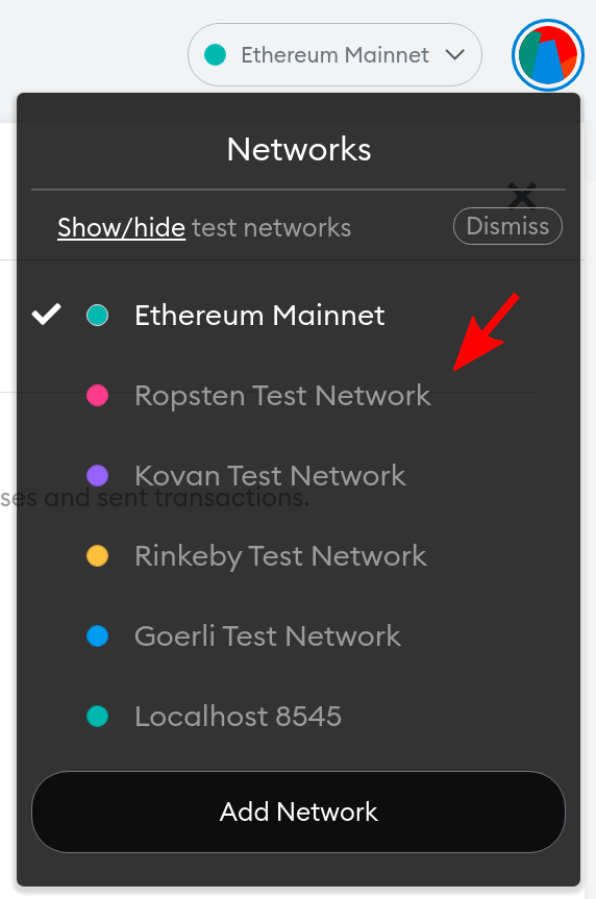 Ethereum Mainnet
Networks
Show/hide test networks
Dismiss
Ethereum Mainnet
Ropsten Test Network
Kovan Test Network
ses and sent transactions.
Rinkeby Test Network
Goerli Test Network
Localhost 8545
Add Network